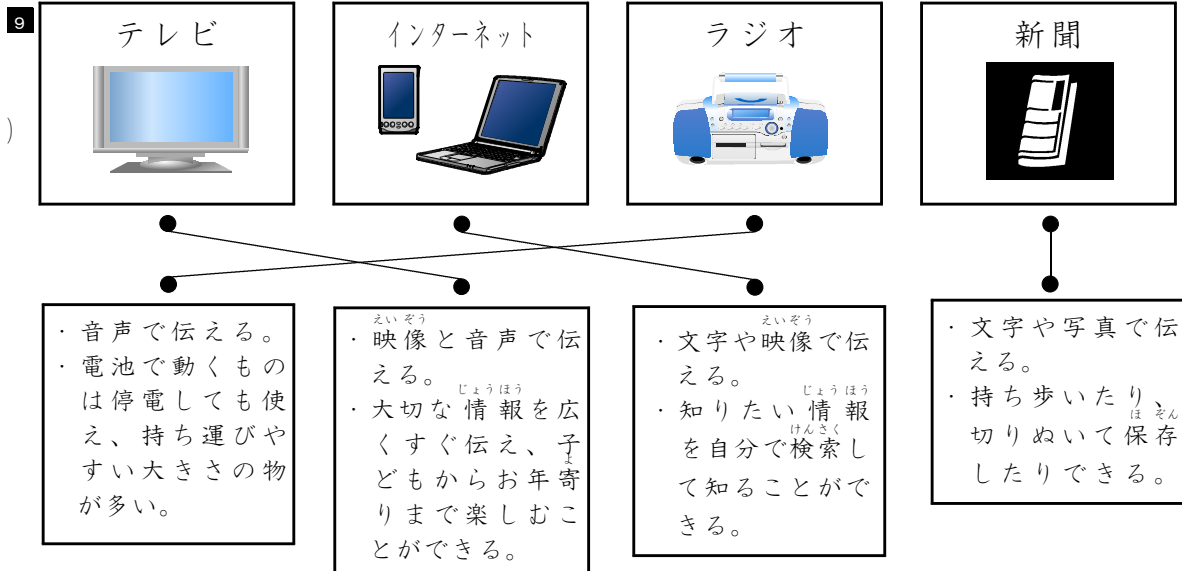 9
)
テレビ
インターネット
ラジオ
新聞
・音声で伝える。
・電池で動くもの
は停電しても使
え、持ち運びや
すい大きさの物
が多い。
えいぞう
・映像と音声で伝
える。
じょうほう
・大切な情報を広
くすぐ伝え、子
どもからお年寄
よ
りまで楽しむこ
とができる。
えいぞう
・文字や映像で伝
える。
じょうほう
・知りたい情報
けんさく
を自分で検索し
て知ることがで
きる。
・文字や写真で伝
える。
・持ち歩いたり、
ほぞん
切りぬいて保存
したりできる。